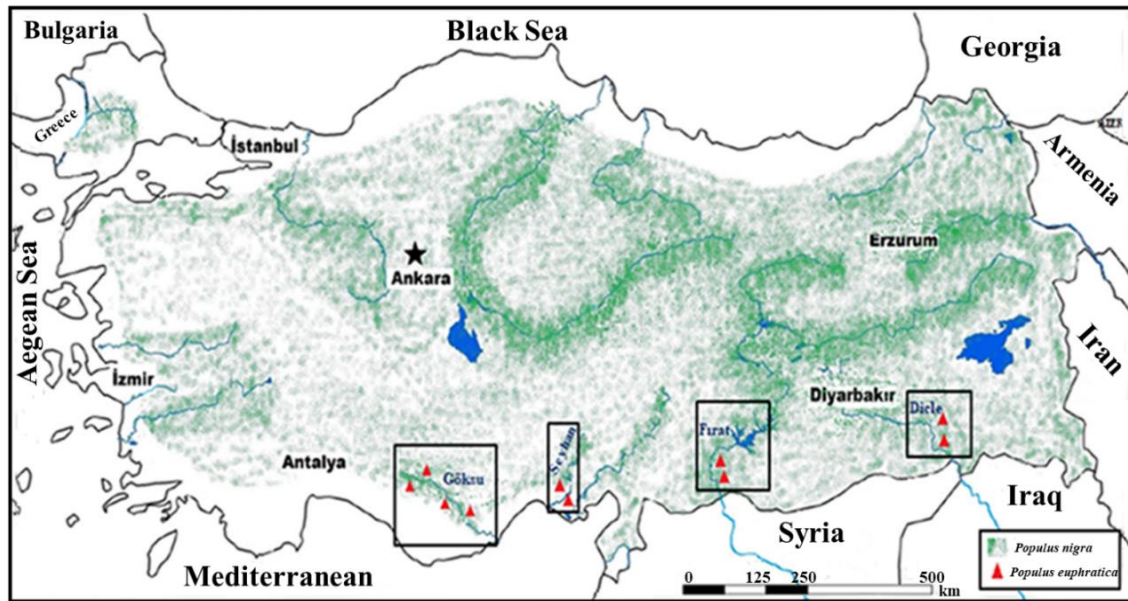 Bulgaria
Black Sea
Georgia
Greece
İstanbul
Armenia
Ankara
Erzurum
Aegean Sea
İzmir
Iran
Diyarbakır
Dicle
Fırat
Seyhan
Göksu
Antalya
Iraq
Syria
Mediterranean
0 125 250 500
km
Populus nigra
Populus euphratica